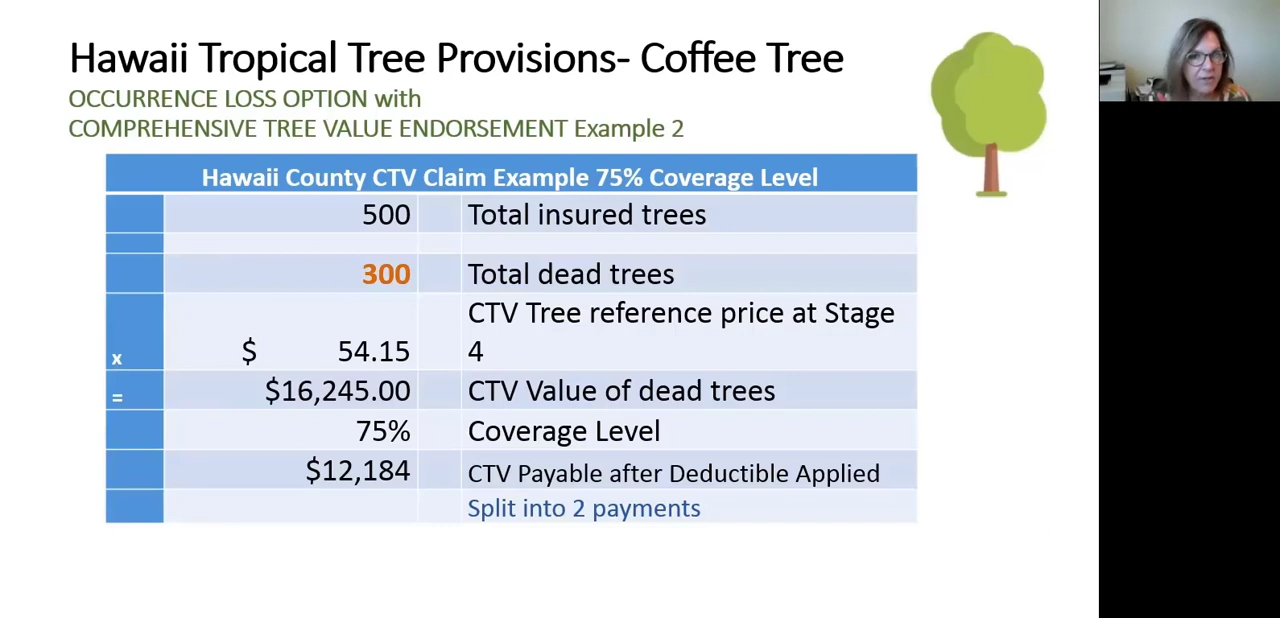 Hawaii Tropical Tree Provisions- Coffee Tree
OCCURRENCE LOSS OPTION with
COMPREHENSIVE TREE VALUE ENDORSEMENT Example 2
Hawaii County CTV Claim Example 75% Coverage Level
500 Total insured trees
300 Total dead trees
CTV Tree reference price at Stage
x $ 54.15 4
= $16,245.00 CTV Value of dead trees
75% Coverage Level
$12,184 CTV Payable after Deductible Applied
Split into 2 payments